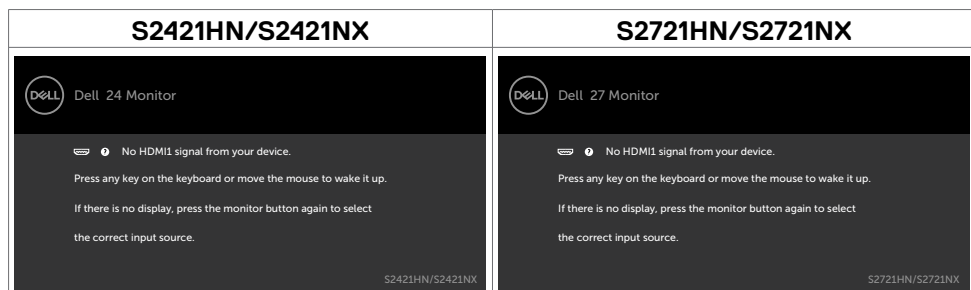 S2421HN/S2421NX
S2721HN/S2721NX
DELL
Dell 24 Monitor
? No HDMI1 signal from your device.
Press any key on the keyboard or move the mouse to wake it up.
If there is no display, press the monitor button again to select
the correct input source.
S2421HN/S2421NX
DELL
Dell 27 Monitor
? No HDMI1 signal from your device.
Press any key on the keyboard or move the mouse to wake it up.
If there is no display, press the monitor button again to select
the correct input source.
S2721HN/S2721NX